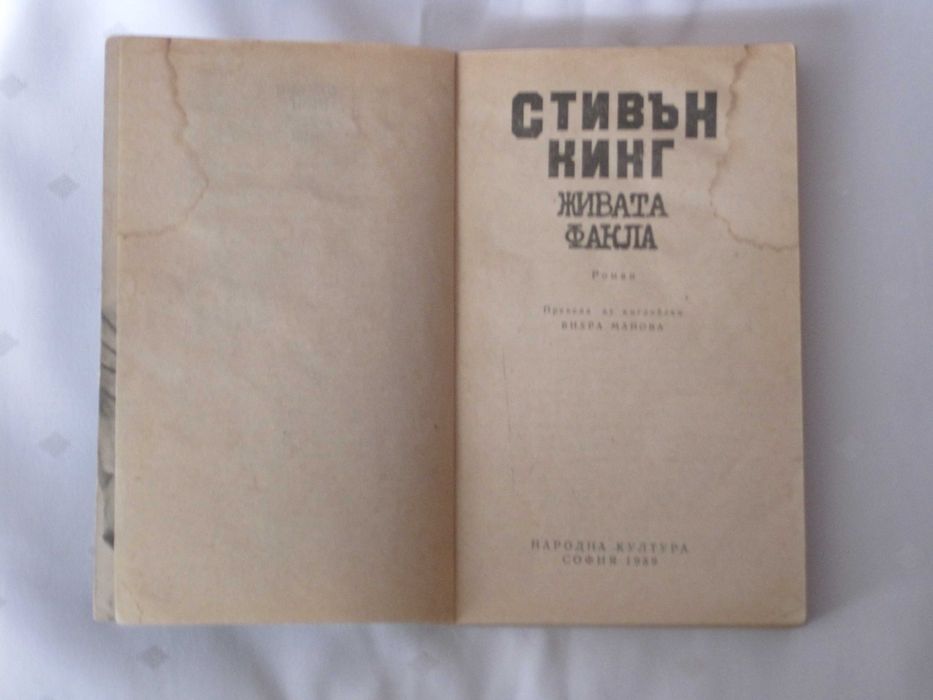 СТИВЪН
КИНГ
ЖИВАТА
ФАКЛА
Роман
Превела от английски
ВИХРА МАНОВА
НАРОДНА КУЛТУРА
СОФИЯ 1989